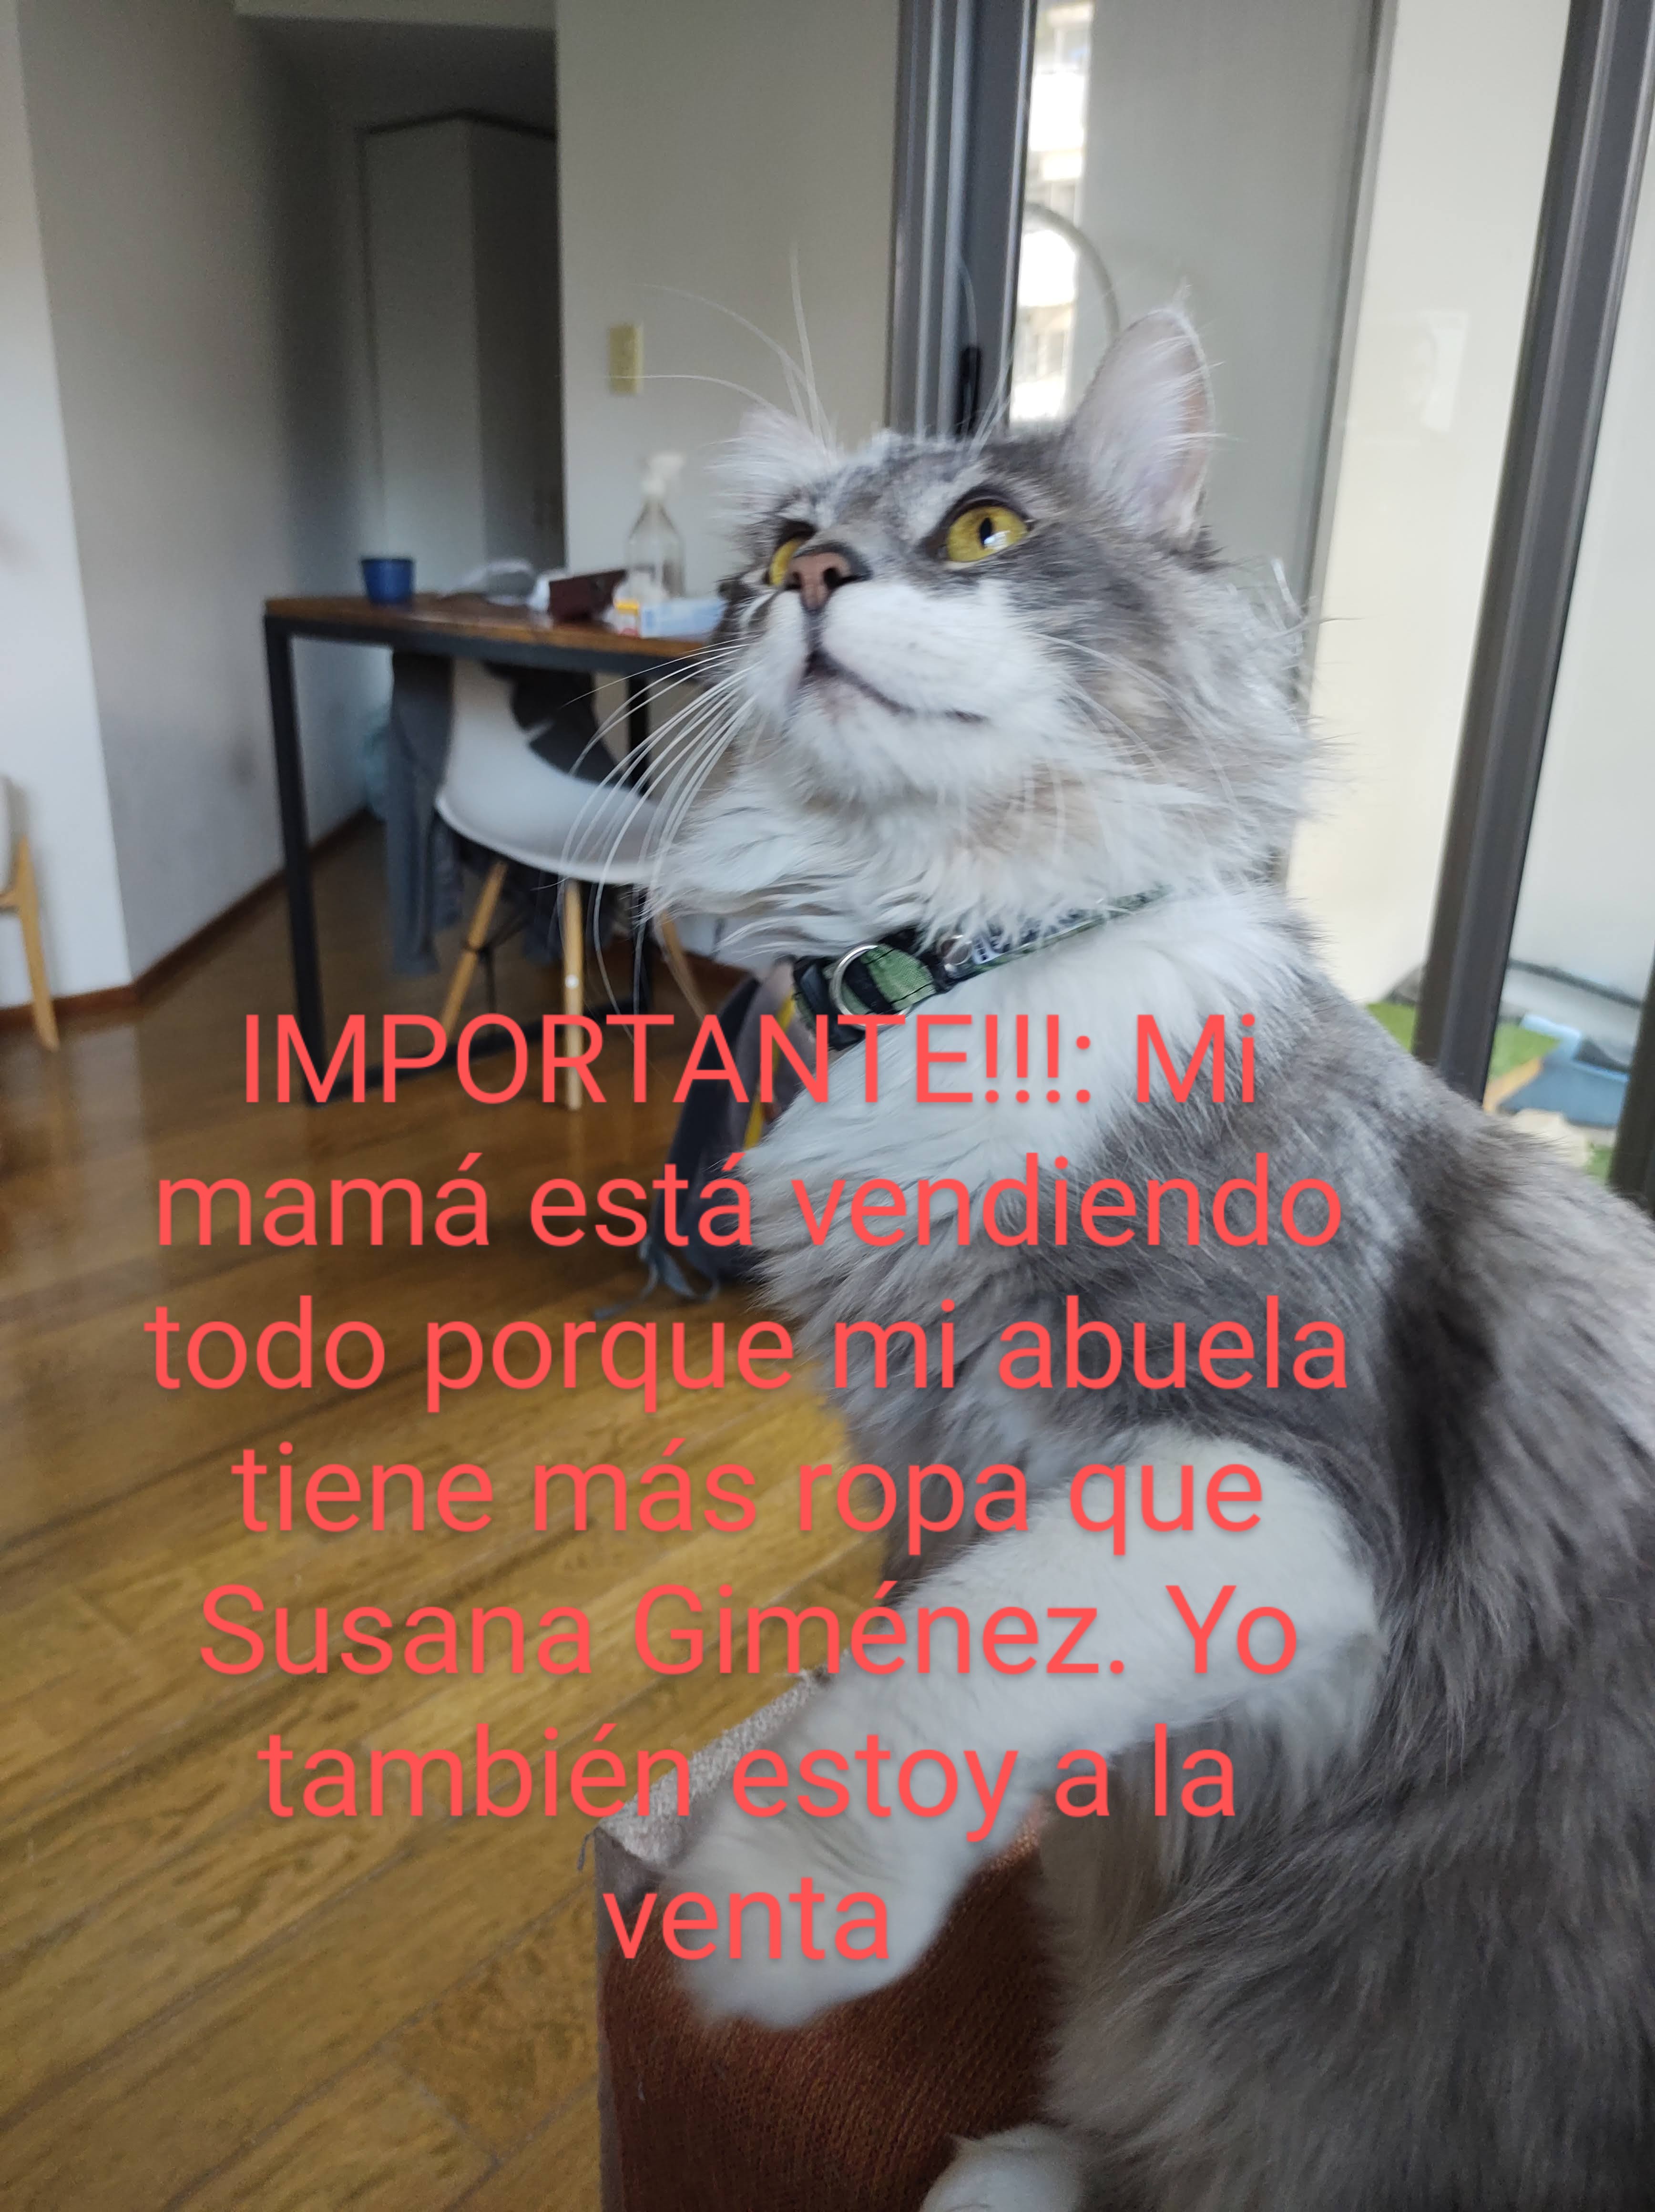 IMPORTANTE!!!: Mi
mamá está vendiendo
todo porque mi abuela
tiene más ropa que
Susana Giménez. Yo
también estoy a la
venta